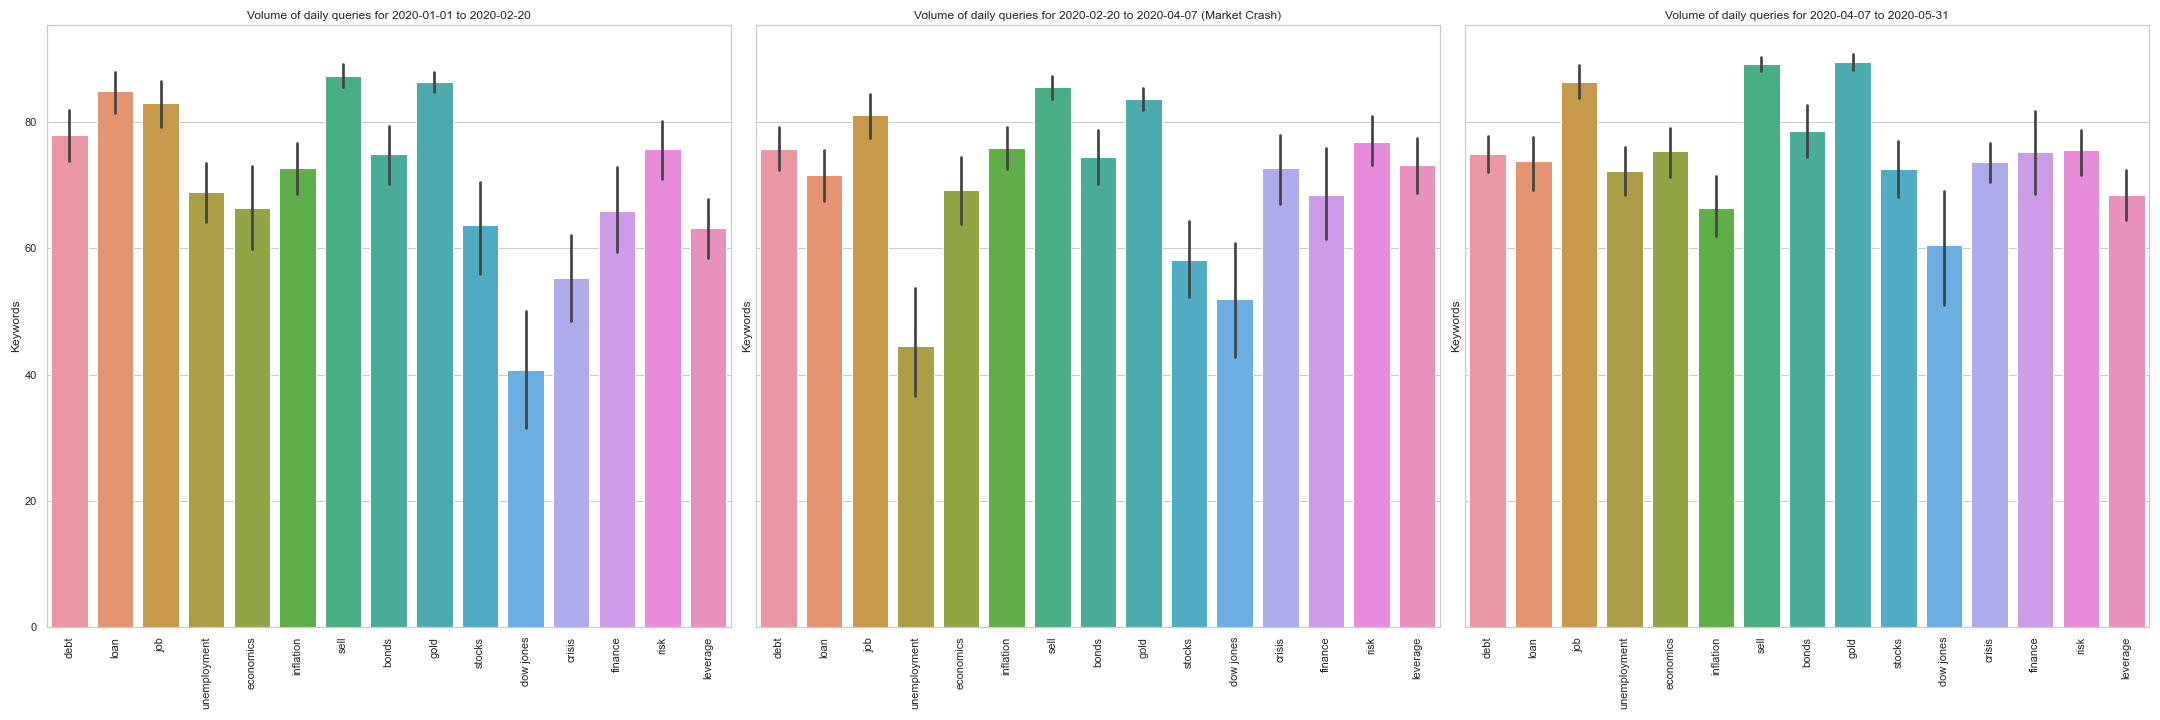 Volume of daily queries for 2020-01-01 to 2020-02-20
Keywords
80
60
40
20
0
debt
loan
job
unemployment
economics
inflation
sell
bonds
gold
stocks
dow jones
crisis
finance
risk
leverage
Volume of daily queries for 2020-02-20 to 2020-04-07 (Market Crash)
Keywords
debt
loan
job
unemployment
economics
inflation
sell
bonds
gold
stocks
dow jones
crisis
finance
risk
leverage
Volume of daily queries for 2020-04-07 to 2020-05-31
Keywords
debt
loan
job
unemployment
economics
inflation
sell
bonds
gold
stocks
dow jones
crisis
finance
risk
leverage